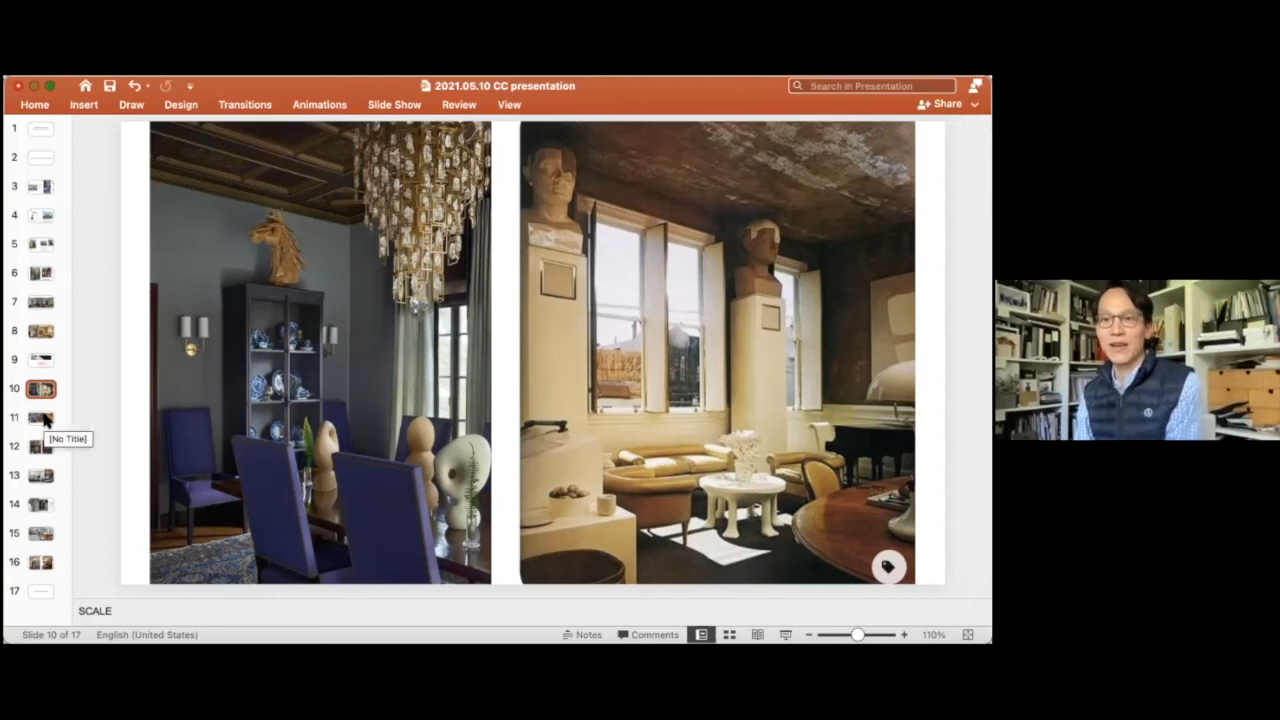 2021.05.10 CC presentation
Search in Presentation
Home Insert Draw Design Transitions Animations Slide Show Review View
Share
1
2
3
4
5
6
7
8
9
10
11
[No Title]
12
13
14
15
16
17
SCALE
Slide 10 of 17 English (United States) Notes Comments 110%